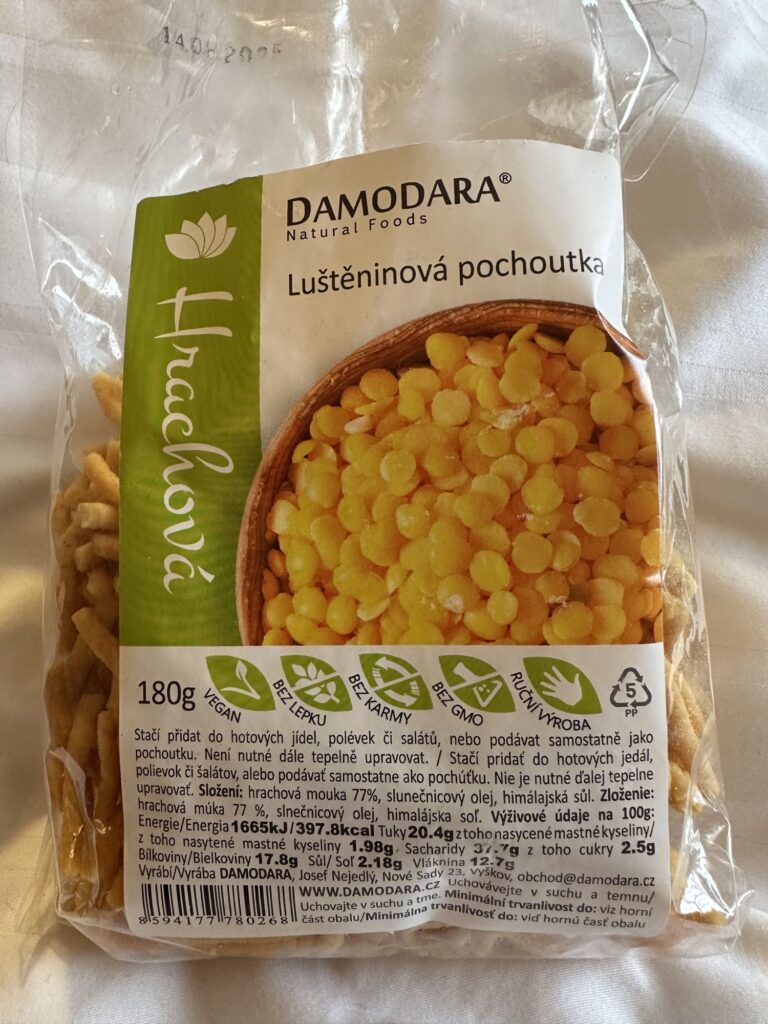 DAMODARA®
Natural Foods
Luštěninová pochoutka
Hrachová
180g
VEGAN
BEZ LEPKU
BEZ KARMY
BEZ GMO
RUČNÍ VÝROBA
5
PP
Stačí přidat do hotových jídel, polévek či salátů, nebo podávat samostatně jako
pochoutku. Není nutné dále tepelně upravovat. / Stačí pridať do hotových jedál,
polievok či šalátov, alebo podávať samostatne ako pochúťku. Nie je nutné ďalej tepelne
upravovať. Složení: hrachová mouka 77%, slunečnicový olej, himálajská sůl. Zloženie:
hrachová múka 77 %, slnečnicový olej, himalájska soľ. Výživové údaje na 100g:
Energie/Energia 1665kJ/397.8kcal Tuky 20.4g z toho nasycené mastné kyseliny/
z toho nasytené mastné kyseliny 1.98g Sacharidy 37.7g z toho cukry 2.5g
Bílkoviny/Bielkoviny 17.8g Sůl/ Soľ 2.18g Vláknina 12.7g
Vyrábí/Vyrába DAMODARA, Josef Nejedlý, Nové Sady 23, Vyškov, obchod@damodara.cz
WWW.DAMODARA.CZ Uchovávejte v suchu a temnu/
Uchovajte v suchu a tme. Minimální trvanlivost do: viz horní
část obalu/Minimálna trvanlivosť do: viď hornú časť obalu
8 594177 780268